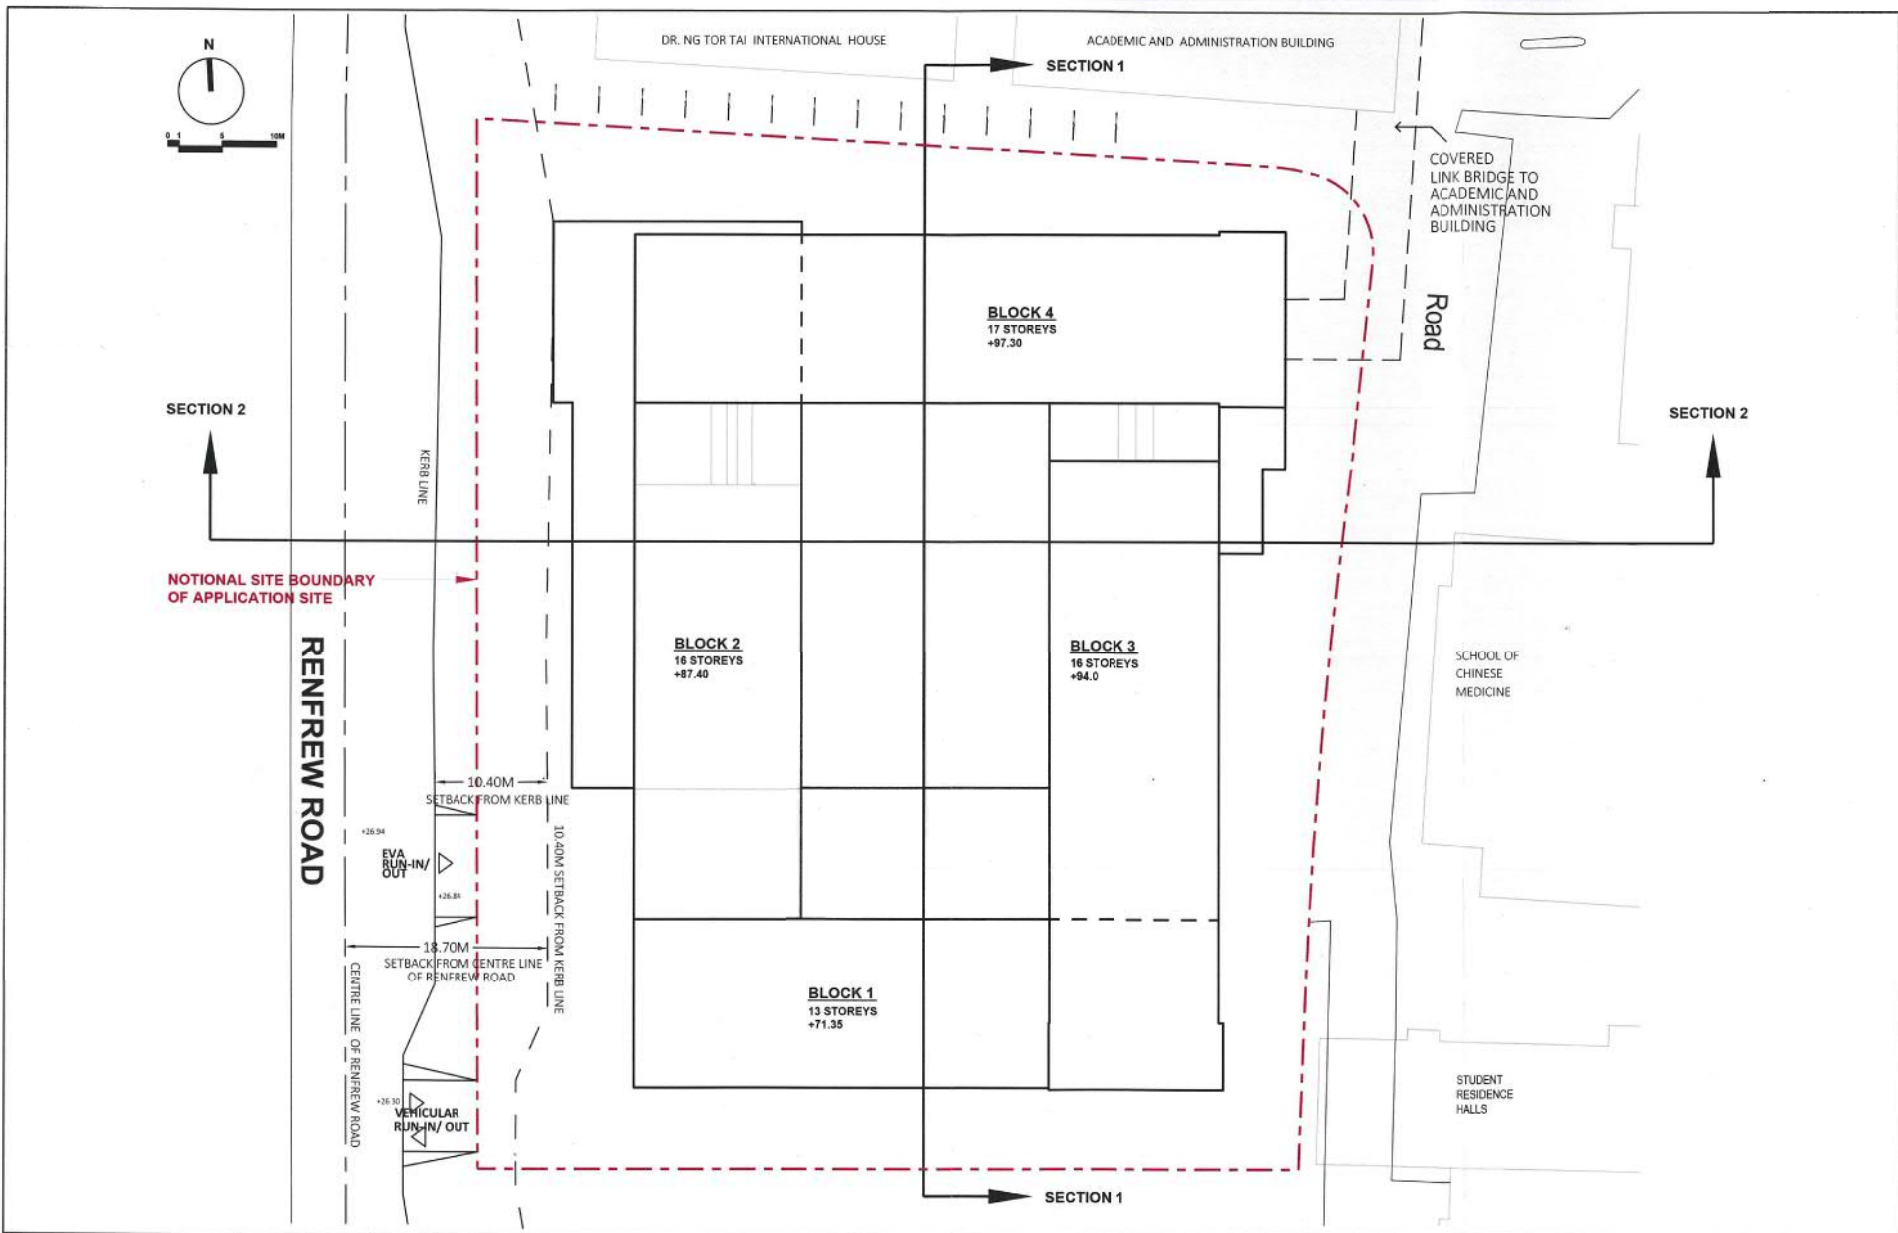 DR. NG TOR TAI INTERNATIONAL HOUSE
ACADEMIC AND ADMINISTRATION BUILDING
N
SECTION 1
0 1 5 10M
COVERED
LINK BRIDGE TO
ACADEMIC AND
ADMINISTRATION
BUILDING
Road
BLOCK 4
17 STOREYS
+97.30
SECTION 2
SECTION 2
KERB LINE
NOTIONAL SITE BOUNDARY
OF APPLICATION SITE
RENFREW ROAD
BLOCK 2
16 STOREYS
+87.40
BLOCK 3
16 STOREYS
+94.0
SCHOOL OF
CHINESE
MEDICINE
10.40M
SETBACK FROM KERB LINE
+26.94
EVA
RUN-IN/
OUT
+26.84
10.40M SETBACK FROM KERB LINE
18.70M
SETBACK FROM CENTRE LINE
OF RENFREW ROAD
CENTRE LINE OF RENFREW ROAD
BLOCK 1
13 STOREYS
+71.35
+26.30
VEHICULAR
RUN-IN/ OUT
STUDENT
RESIDENCE
HALLS
SECTION 1